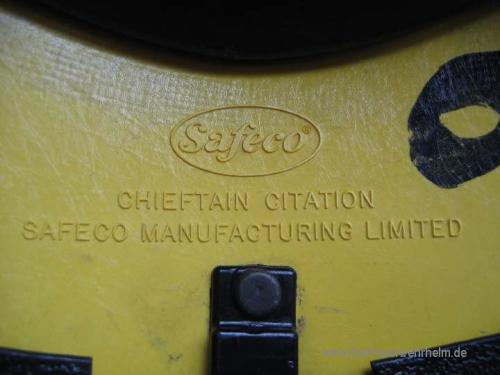 Safeco®
CHIEFTAIN CITATION
SAFECO MANUFACTURING LIMITED